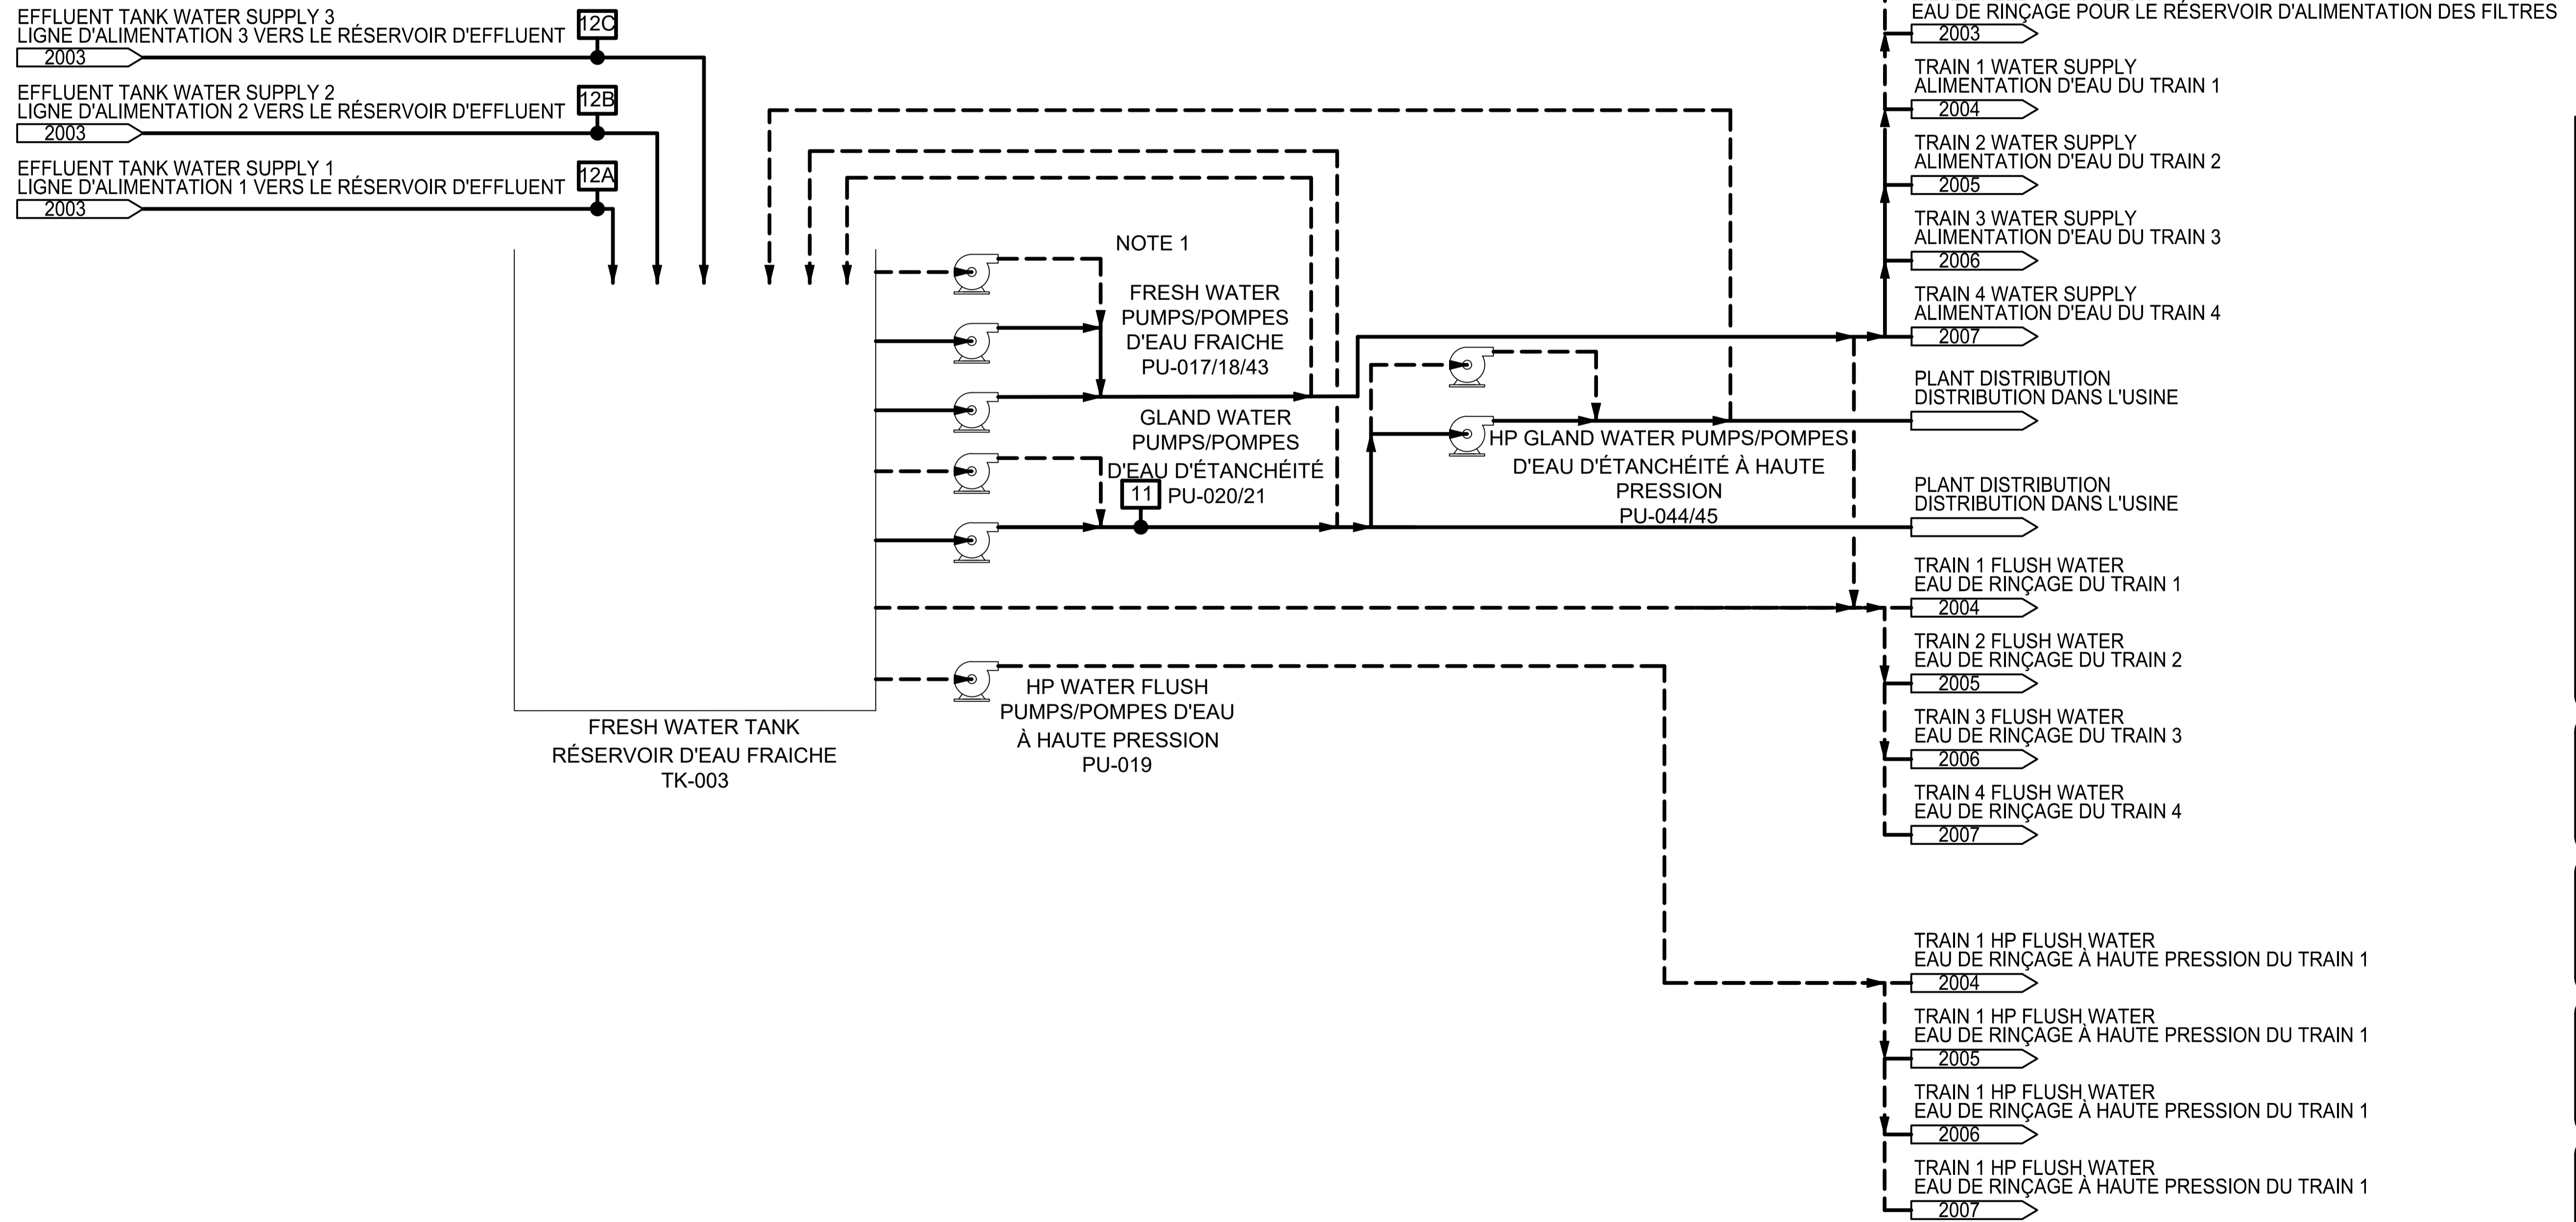 EFFLUENT TANK WATER SUPPLY 3
LIGNE D'ALIMENTATION 3 VERS LE RÉSERVOIR D'EFFLUENT
12C
2003
EFFLUENT TANK WATER SUPPLY 2
LIGNE D'ALIMENTATION 2 VERS LE RÉSERVOIR D'EFFLUENT
12B
2003
EFFLUENT TANK WATER SUPPLY 1
LIGNE D'ALIMENTATION 1 VERS LE RÉSERVOIR D'EFFLUENT
12A
2003
FRESH WATER TANK
RÉSERVOIR D'EAU FRAICHE
TK-003
NOTE 1
FRESH WATER
PUMPS/POMPES
D'EAU FRAICHE
PU-017/18/43
GLAND WATER
PUMPS/POMPES
D'EAU D'ÉTANCHÉITÉ
PU-020/21
11
HP WATER FLUSH
PUMPS/POMPES D'EAU
À HAUTE PRESSION
PU-019
HP GLAND WATER PUMPS/POMPES
D'EAU D'ÉTANCHÉITÉ À HAUTE
PRESSION
PU-044/45
EAU DE RINÇAGE POUR LE RÉSERVOIR D'ALIMENTATION DES FILTRES
2003
TRAIN 1 WATER SUPPLY
ALIMENTATION D'EAU DU TRAIN 1
2004
TRAIN 2 WATER SUPPLY
ALIMENTATION D'EAU DU TRAIN 2
2005
TRAIN 3 WATER SUPPLY
ALIMENTATION D'EAU DU TRAIN 3
2006
TRAIN 4 WATER SUPPLY
ALIMENTATION D'EAU DU TRAIN 4
2007
PLANT DISTRIBUTION
DISTRIBUTION DANS L'USINE
PLANT DISTRIBUTION
DISTRIBUTION DANS L'USINE
TRAIN 1 FLUSH WATER
EAU DE RINÇAGE DU TRAIN 1
2004
TRAIN 2 FLUSH WATER
EAU DE RINÇAGE DU TRAIN 2
2005
TRAIN 3 FLUSH WATER
EAU DE RINÇAGE DU TRAIN 3
2006
TRAIN 4 FLUSH WATER
EAU DE RINÇAGE DU TRAIN 4
2007
TRAIN 1 HP FLUSH WATER
EAU DE RINÇAGE À HAUTE PRESSION DU TRAIN 1
2004
TRAIN 1 HP FLUSH WATER
EAU DE RINÇAGE À HAUTE PRESSION DU TRAIN 1
2005
TRAIN 1 HP FLUSH WATER
EAU DE RINÇAGE À HAUTE PRESSION DU TRAIN 1
2006
TRAIN 1 HP FLUSH WATER
EAU DE RINÇAGE À HAUTE PRESSION DU TRAIN 1
2007